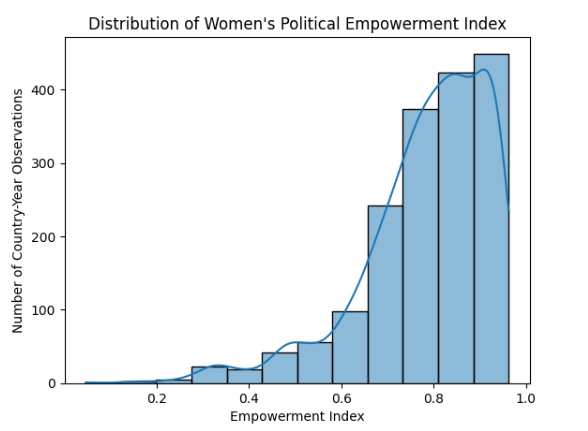 Distribution of Women's Political Empowerment Index
Number of Country-Year Observations
400
300
200
100
0
0.2 0.4 0.6 0.8 1.0
Empowerment Index